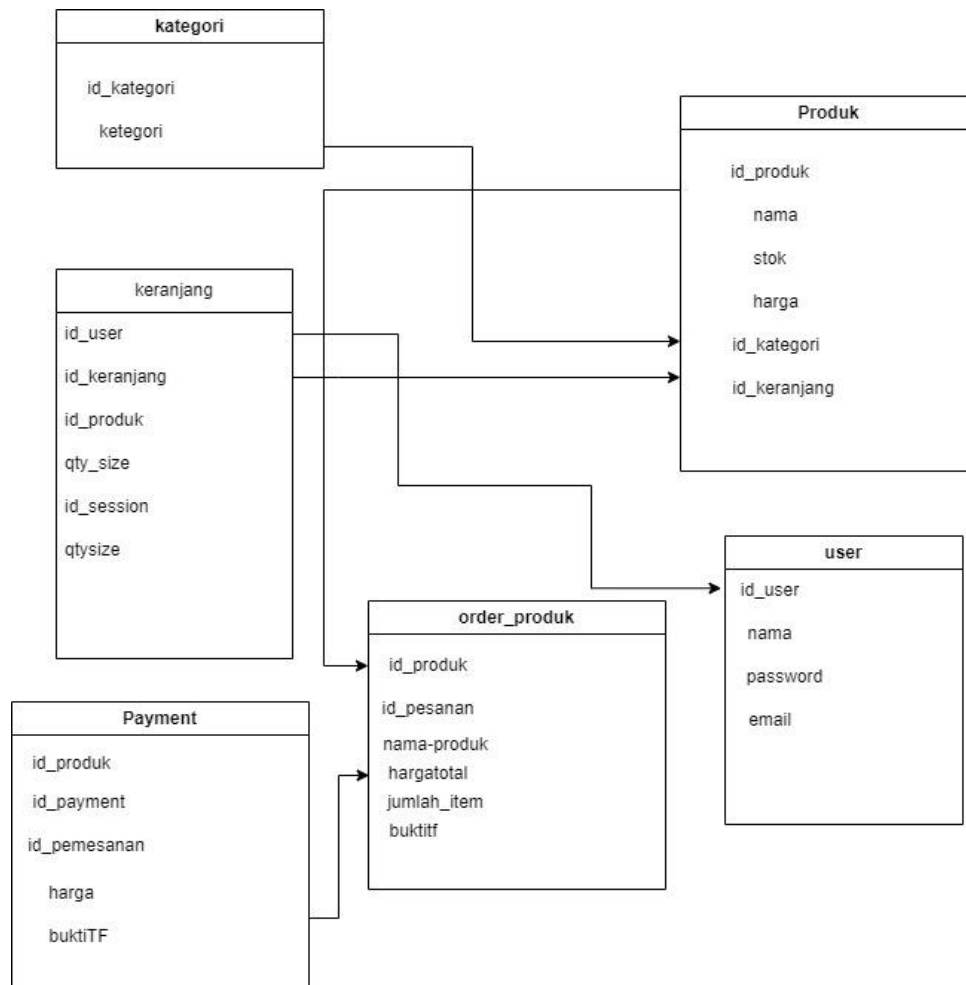 kategori
id_kategori
ketegori
Produk
id_produk
nama
stok
harga
id_kategori
id_keranjang
keranjang
id_user
id_keranjang
id_produk
qty_size
id_session
qtysize
user
id_user
nama
password
email
order_produk
id_produk
id_pesanan
nama-produk
hargatotal
jumlah_item
buktitf
Payment
id_produk
id_payment
id_pemesanan
harga
buktiTF